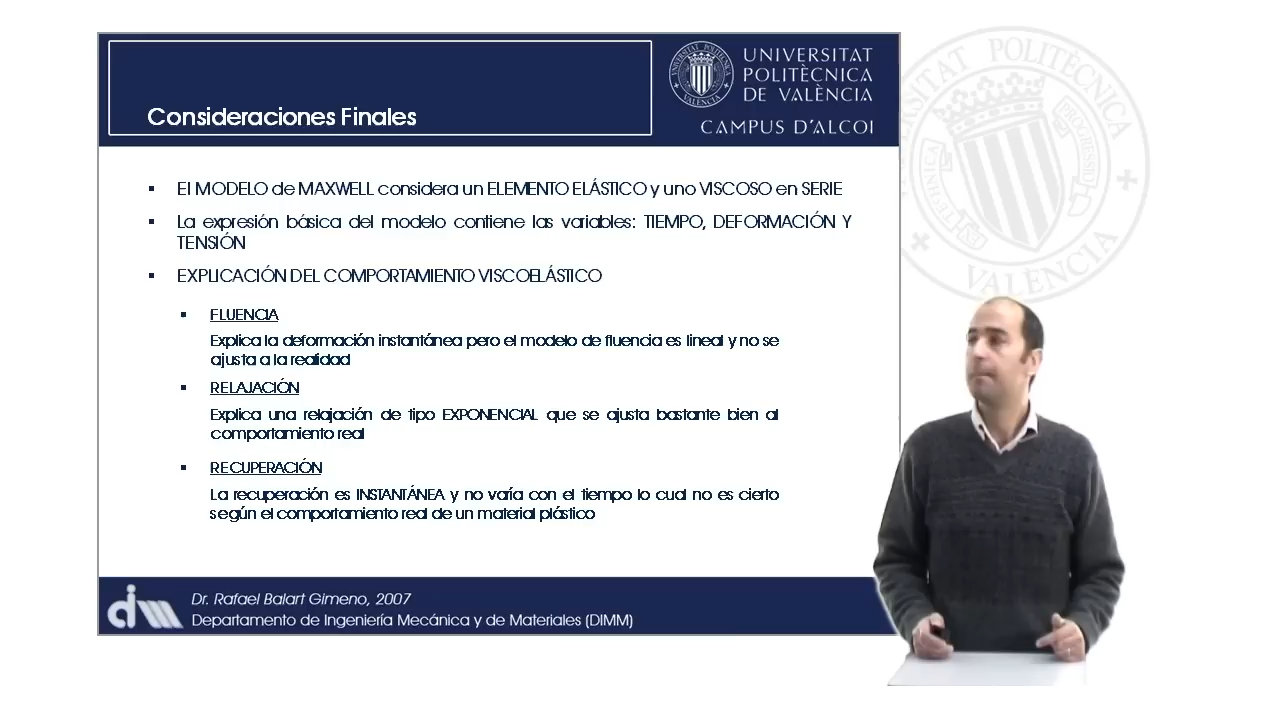 Consideraciones Finales
UNIVERSITAT
POLITÈCNICA
DE VALÈNCIA
CAMPUS D'ALCOI
El MODELO de MAXWELL considera un ELEMENTO ELÁSTICO y uno VISCOSO en SERIE
La expresión básica del modelo contiene las variables: TIEMPO, DEFORMACIÓN Y
TENSIÓN
EXPLICACIÓN DEL COMPORTAMIENTO VISCOELÁSTICO
FLUENCIA
Explica la deformación instantánea pero el modelo de fluencia es lineal y no se
ajusta a la realidad
RELAJACIÓN
Explica una relajación de tipo EXPONENCIAL que se ajusta bastante bien al
comportamiento real
RECUPERACIÓN
La recuperación es INSTANTÁNEA y no varía con el tiempo lo cual no es cierto
según el comportamiento real de un material plástico
dimm
Dr. Rafael Balart Gimeno, 2007
Departamento de Ingeniería Mecánica y de Materiales (DIMM)